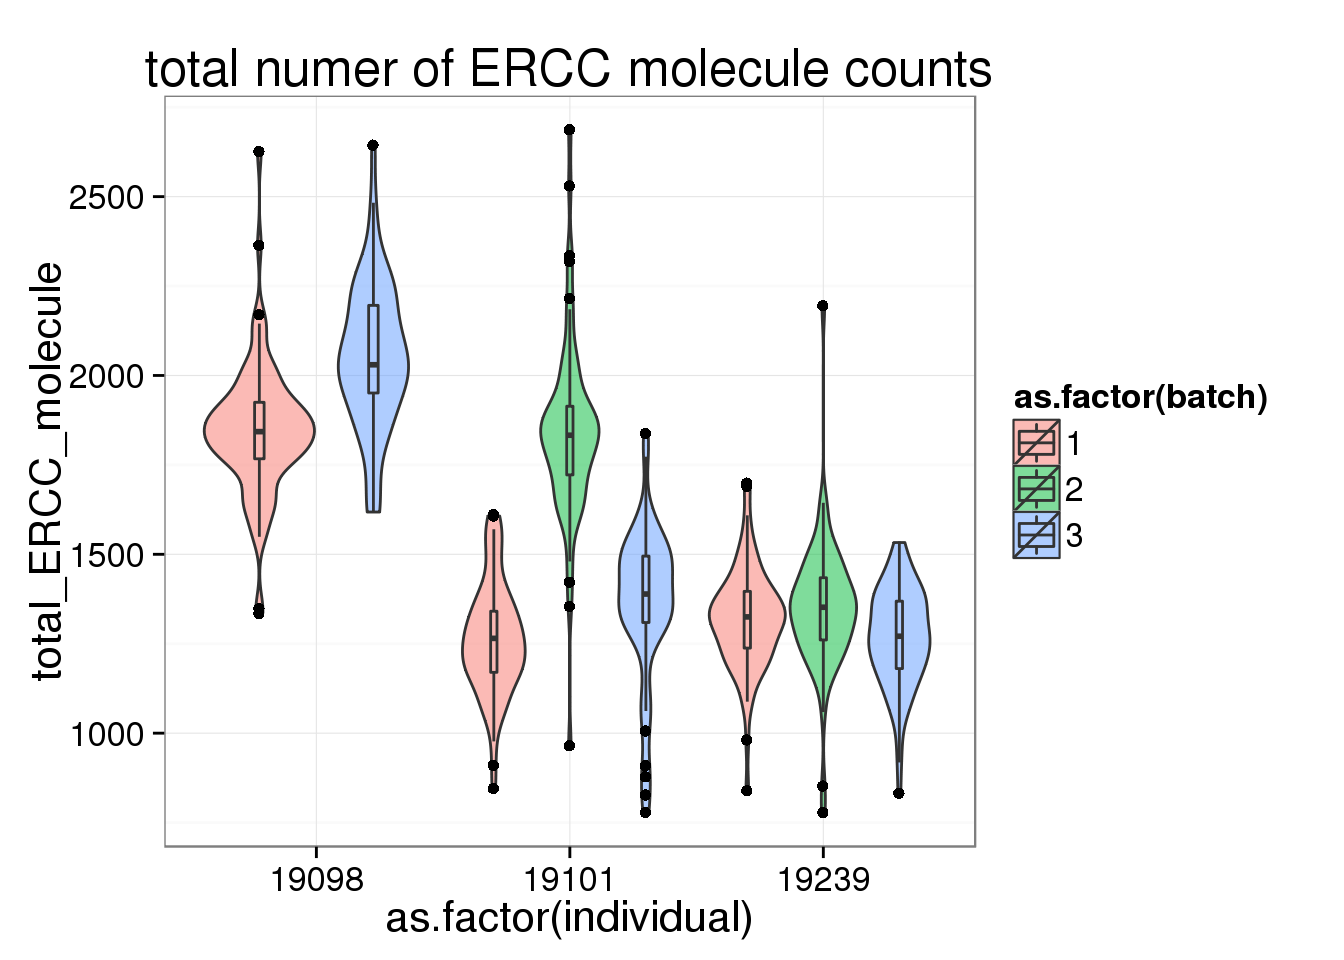 total numer of ERCC molecule counts
total_ERCC_molecule
2500
2000
1500
1000
19098
19101
19239
as.factor(individual)
as.factor(batch)
1
2
3